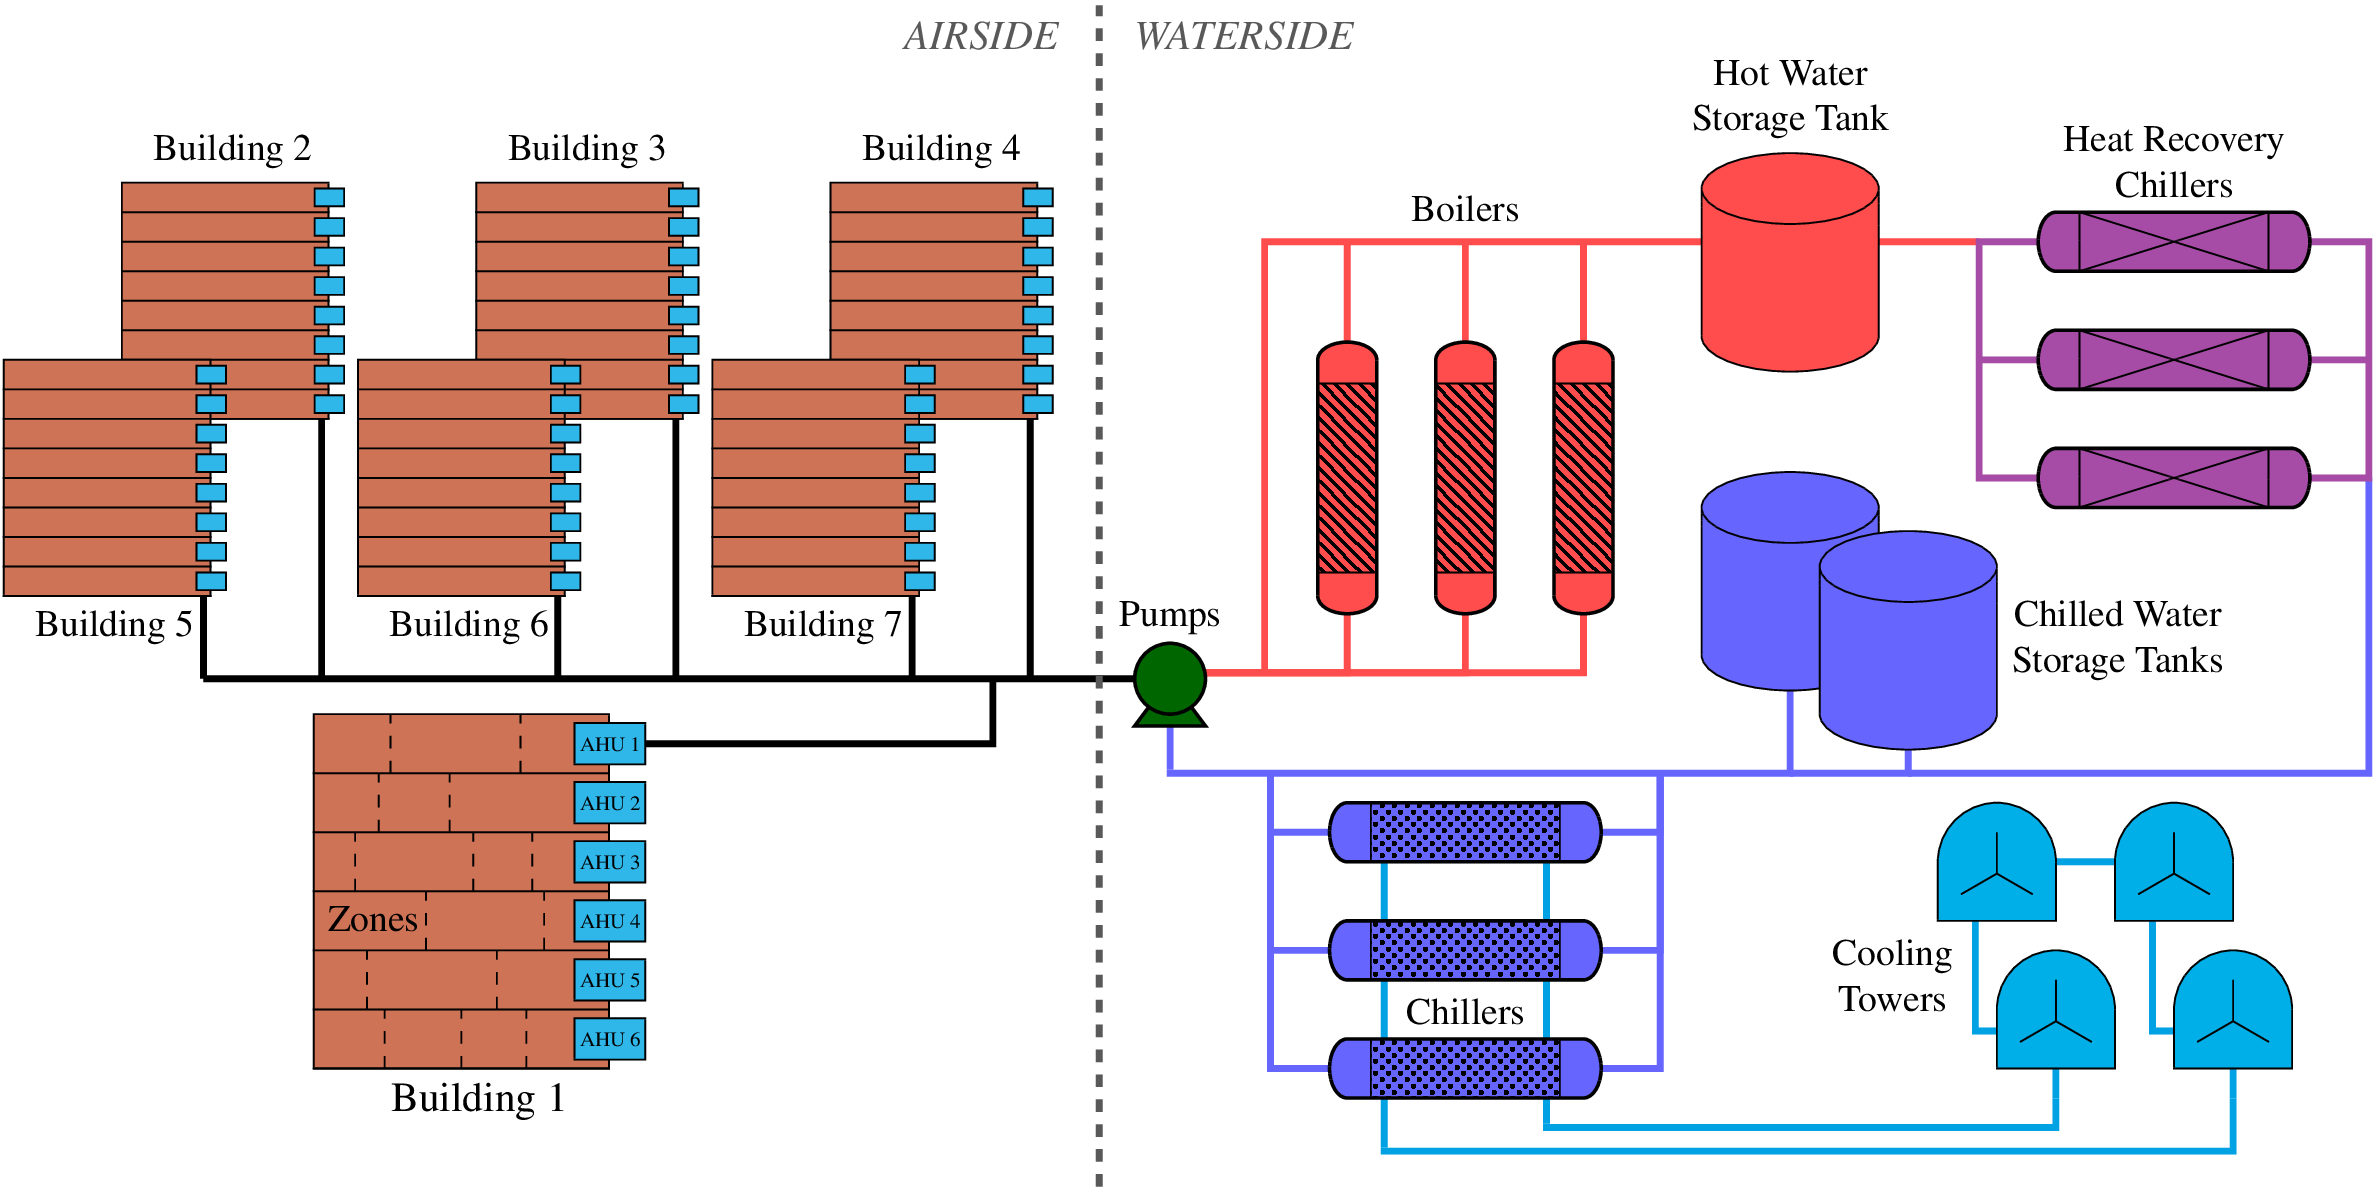 AIRSIDE
WATERSIDE
Hot Water
Storage Tank
Heat Recovery
Chillers
Building 2
Building 3
Building 4
Boilers
Building 5
Building 6
Building 7
Pumps
Chilled Water
Storage Tanks
AHU 1
AHU 2
AHU 3
Zones
AHU 4
AHU 5
AHU 6
Building 1
Chillers
Cooling
Towers